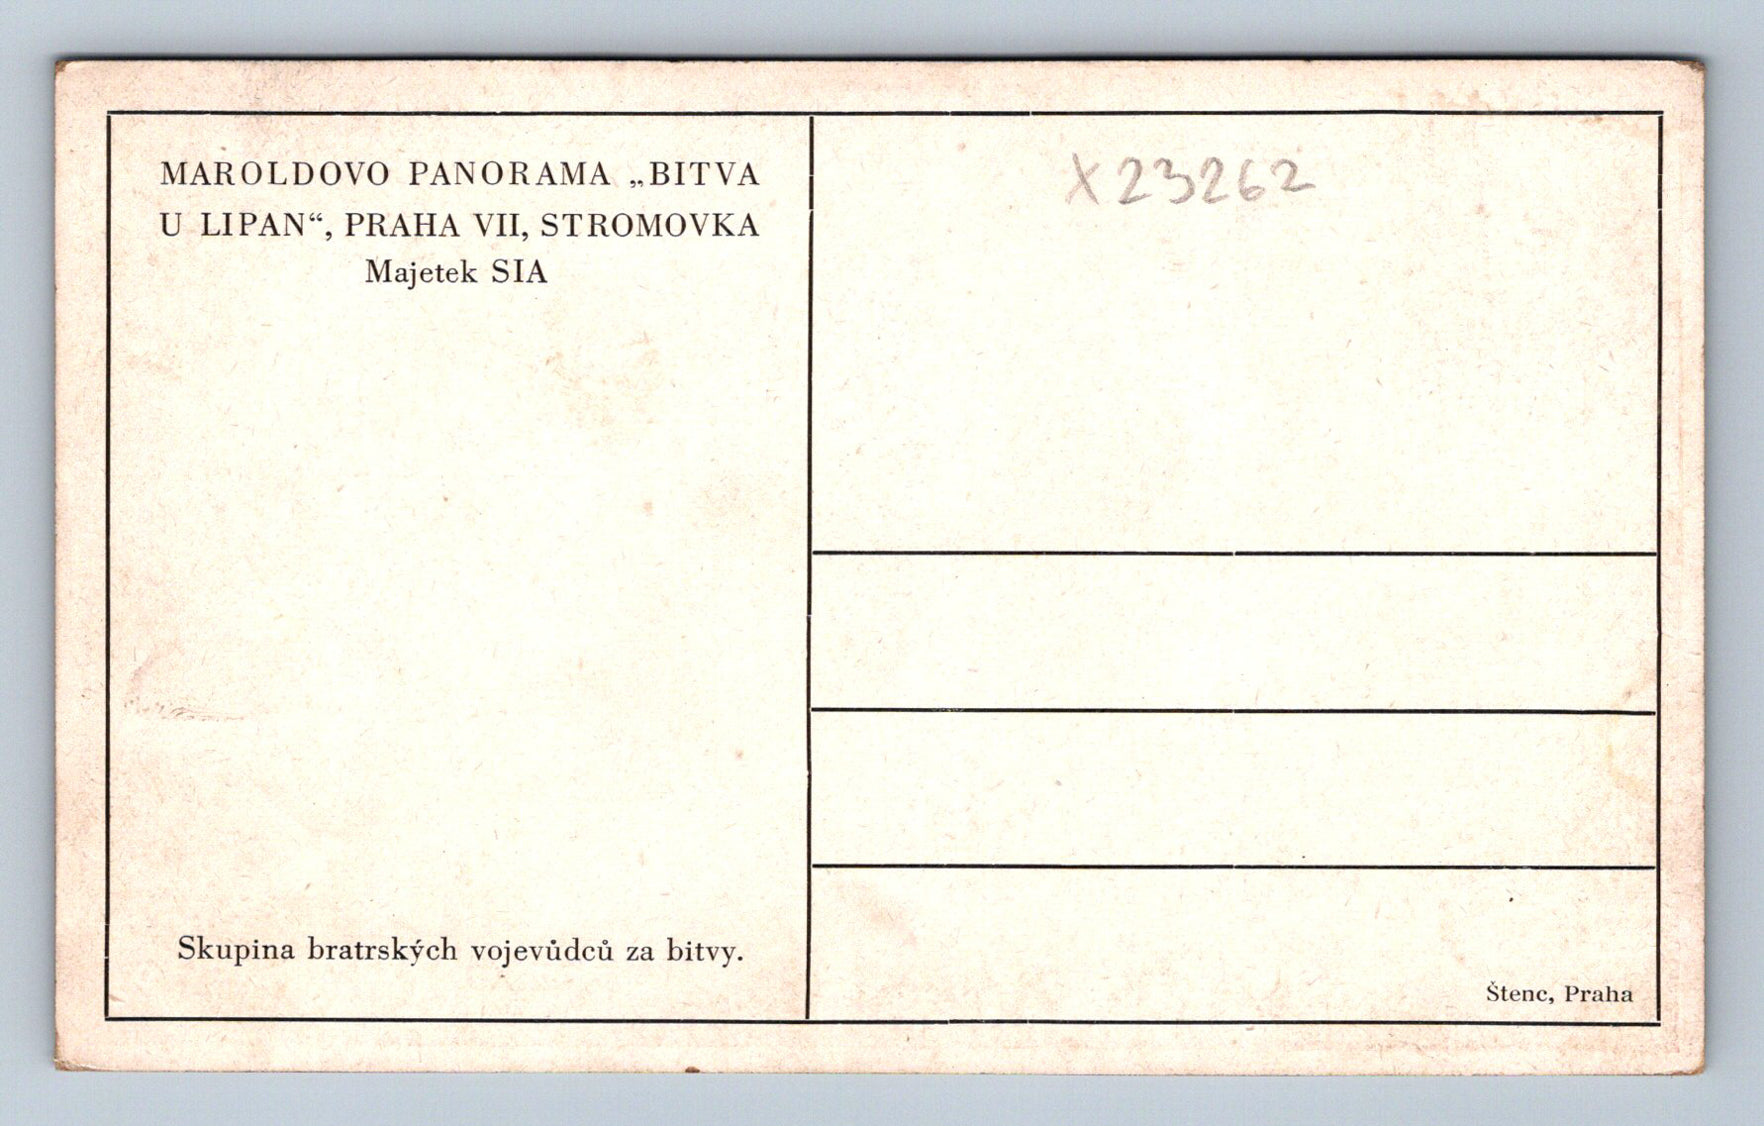 MAROLDOVO PANORAMA „BITVA
U LIPAN“, PRAHA VII, STROMOVKA
Majetek SIA
X23262
Skupina bratrských vojevůdců za bitvy.
Štenc, Praha